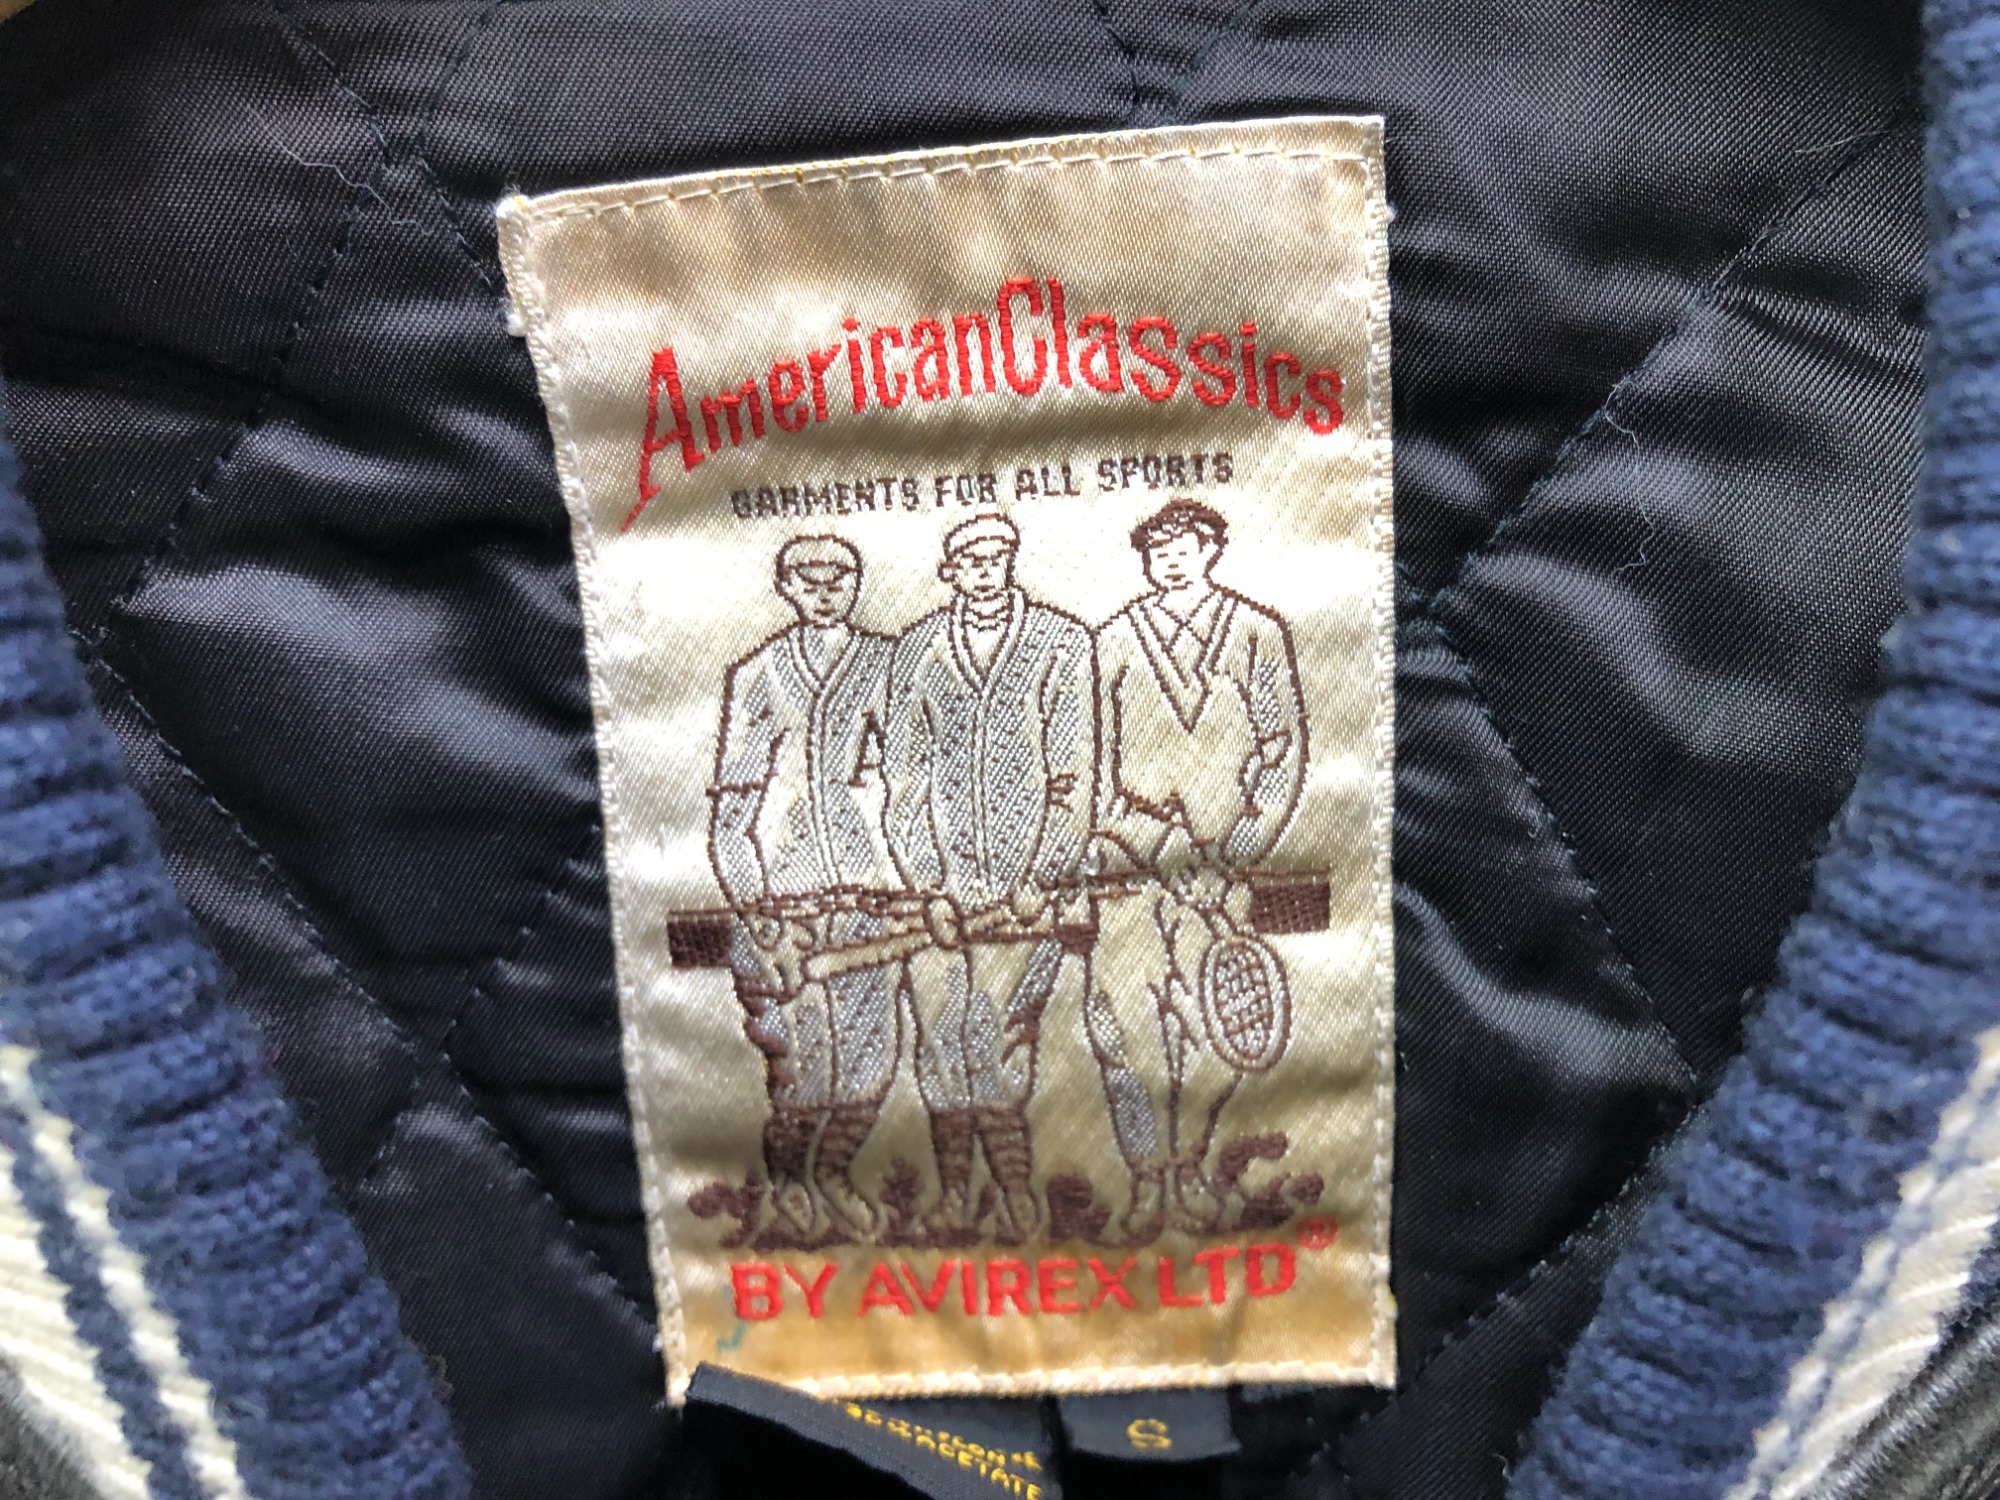 AmericanClassics
GARMENTS FOR ALL SPORTS
A
BY AVIREX LTD®
S